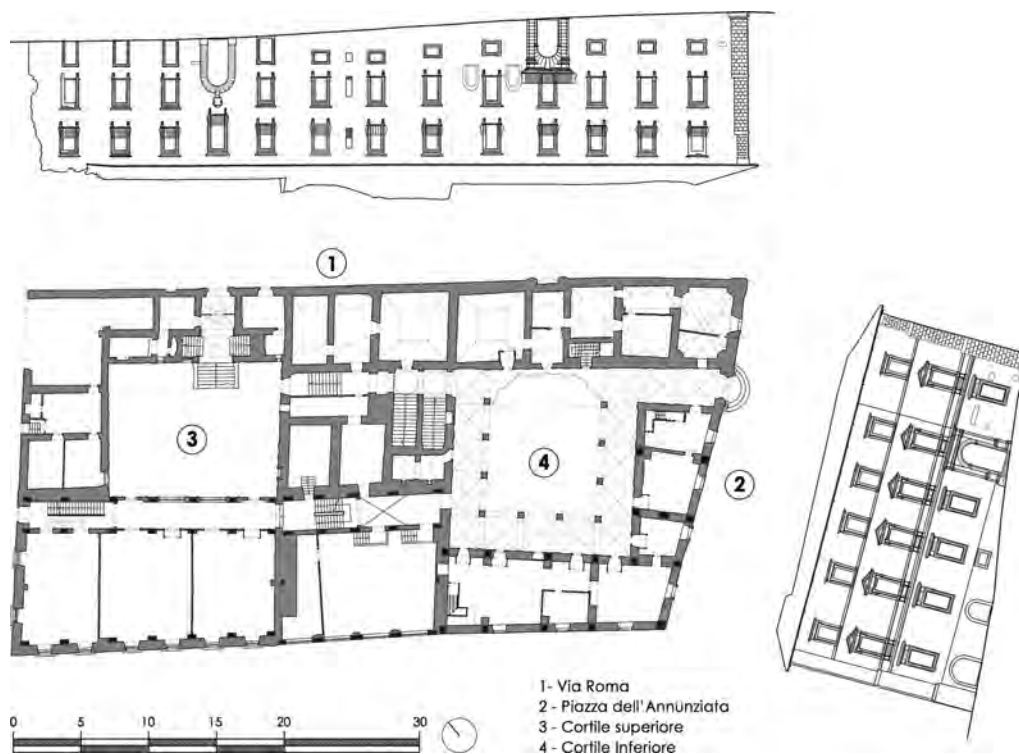 1
3
4
2
1- Via Roma
2 - Piazza dell'Annunziata
3 - Cortile superiore
4 - Cortile Inferiore
0 5 10 15 20 30